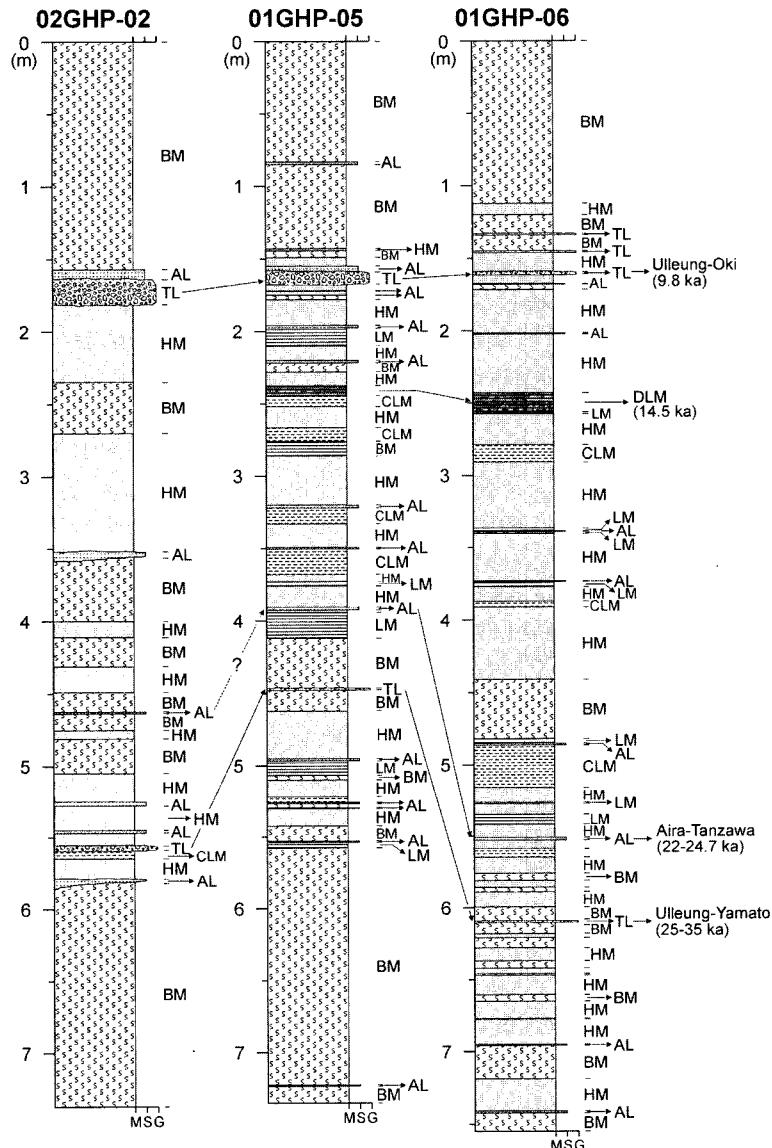 02GHP-02
0
(m)
BM
1
AL
TL
2
HM
BM
3
HM
AL
BM
4
HM
BM
HM
BM
AL
BM
HM
BM
5
HM
AL
HM
AL
TL
CLM
HM
AL
6
BM
7
MSG
?
01GHP-05
0
(m)
BM
AL
1
BM
HM
BM
AL
TL
AL
HM
2
AL
LM
HM
AL
BM
HM
CLM
HM
CLM
BM
3
HM
AL
CLM
HM
AL
CLM
HM
LM
HM
AL
4
LM
BM
TL
BM
HM
5
AL
LM
BM
HM
AL
HM
BM
AL
LM
6
BM
7
AL
BM
MSG
01GHP-06
0
(m)
BM
1
HM
BM
TL
BM
TL
HM
TL
Ulleung-Oki
(9.8 ka)
AL
HM
2
AL
HM
DLM
(14.5 ka)
LM
HM
CLM
3
HM
LM
AL
LM
HM
AL
LM
HM
CLM
4
HM
BM
LM
AL
5
CLM
HM
LM
LM
HM
AL
Aira-Tanzawa
(22-24.7 ka)
HM
BM
HM
6
BM
TL
Ulleung-Yamato
(25-35 ka)
BM
HM
HM
BM
HM
HM
AL
7
BM
HM
AL
BM
MSG